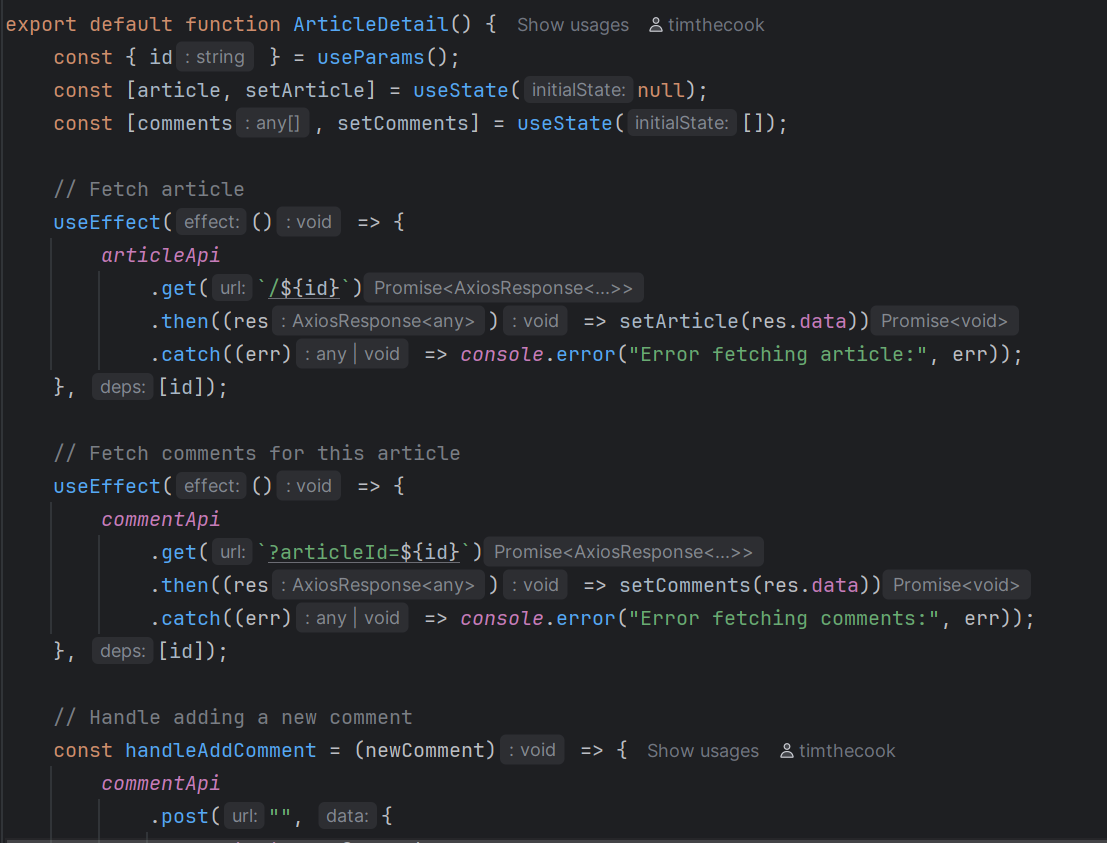 export default function ArticleDetail() { Show usages timthecook
const { id : string } = useParams();
const [article, setArticle] = useState( initialState: null);
const [comments : any[] , setComments] = useState( initialState: []);
// Fetch article
useEffect( effect: () : void => {
articleApi
.get( url: `/${id}`) Promise<AxiosResponse<...>>
.then((res : AxiosResponse<any> ) : void => setArticle(res.data)) Promise<void>
.catch((err) : any | void => console.error("Error fetching article:", err));
}, deps: [id]);
// Fetch comments for this article
useEffect( effect: () : void => {
commentApi
.get( url: `?articleId=${id}`) Promise<AxiosResponse<...>>
.then((res : AxiosResponse<any> ) : void => setComments(res.data)) Promise<void>
.catch((err) : any | void => console.error("Error fetching comments:", err));
}, deps: [id]);
// Handle adding a new comment
const handleAddComment = (newComment) : void => { Show usages timthecook
commentApi
.post( url: "", data: {